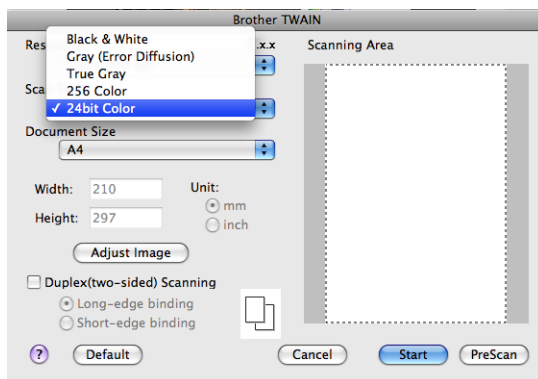 Brother TWAIN
Res
.x.x
Scanning Area
Black & White
Gray (Error Diffusion)
True Gray
256 Color
✓ 24bit Color
Sca
Document Size
A4
Width: 210
Unit:
mm
Height: 297
inch
Adjust Image
Duplex(two-sided) Scanning
Long-edge binding
Short-edge binding
? Default Cancel Start PreScan